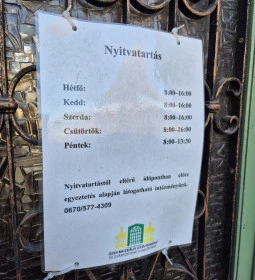 Nyitvatartás
Hétfő: 8:00-16:00
Kedd: 8:00-16:00
Szerda: 8:00-16:00
Csütörtök: 8:00-16:00
Péntek: 8:00-13:30
Nyitvatartástól eltérő időpontban előre
egyeztetés alapján látogatható intézményünk.
0670/577-4309